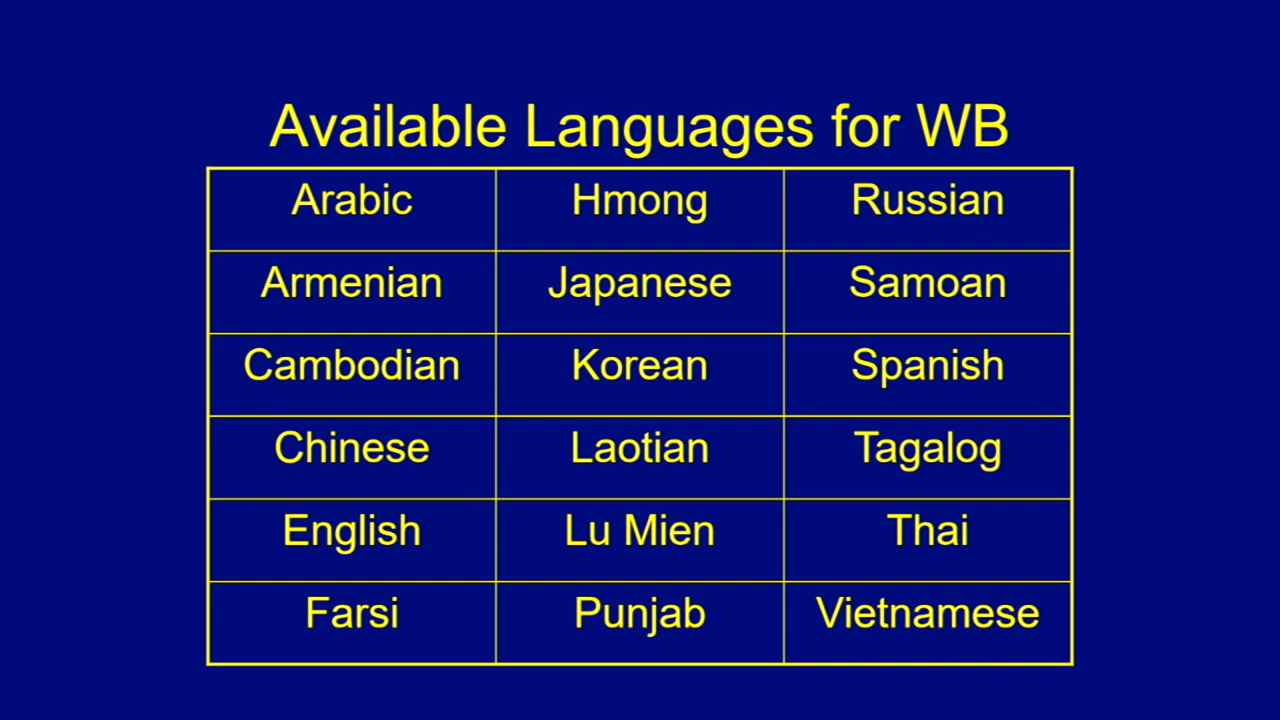 Available Languages for WB
Arabic Hmong Russian
Armenian Japanese Samoan
Cambodian Korean Spanish
Chinese Laotian Tagalog
English Lu Mien Thai
Farsi Punjab Vietnamese